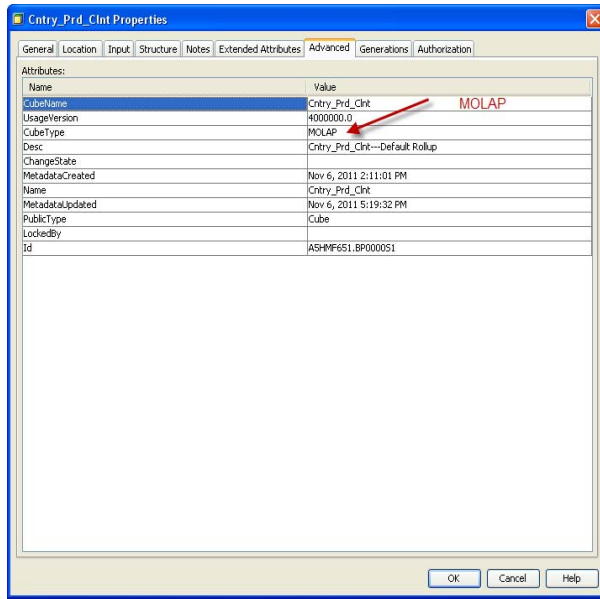 Cntry_Prd_Clnt Properties
General Location Input Structure Notes Extended Attributes Advanced Generations Authorization
Attributes:
Name Value
CubeName Cntry_Prd_Clnt MOLAP
UsageVersion 4000000.0
CubeType MOLAP
Desc Cntry_Prd_Clnt---Default Rollup
ChangeState
MetadataCreated Nov 6, 2011 2:11:01 PM
Name Cntry_Prd_Clnt
MetadataUpdated Nov 6, 2011 5:19:32 PM
PublicType Cube
LockedBy
Id A5HMF651.BP0000S1
OK Cancel Help